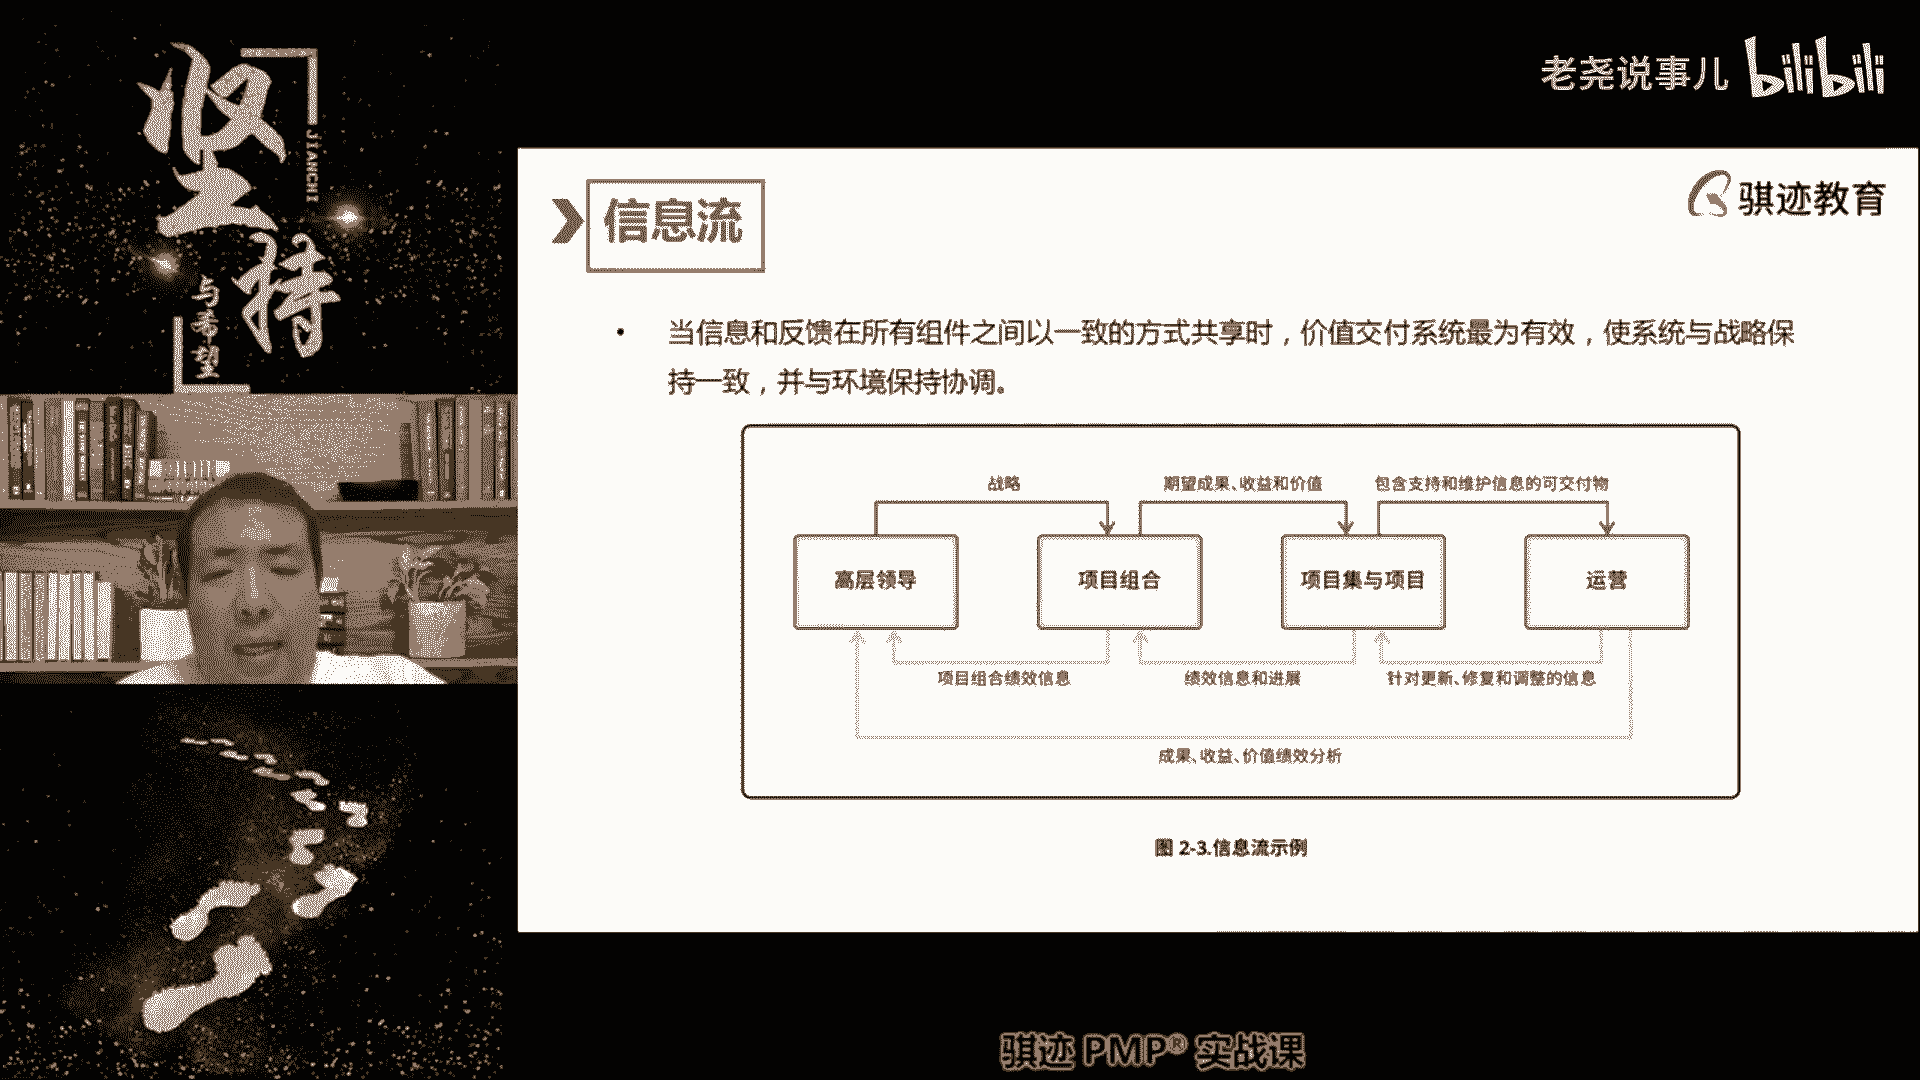 坚
持
JIANCHI
与希望
老尧说事儿 bilibili
信息流
骐迹教育
• 当信息和反馈在所有组件之间以一致的方式共享时，价值交付系统最为有效，使系统与战略保
持一致，并与环境保持协调。
战略
期望成果、收益和价值
包含支持和维护信息的可交付物
高层领导
项目组合
项目集与项目
运营
项目组合绩效信息
绩效信息和进展
针对更新、修复和调整的信息
成果、收益、价值绩效分析
图 2-3.信息流示例
骐迹 PMP® 实战课